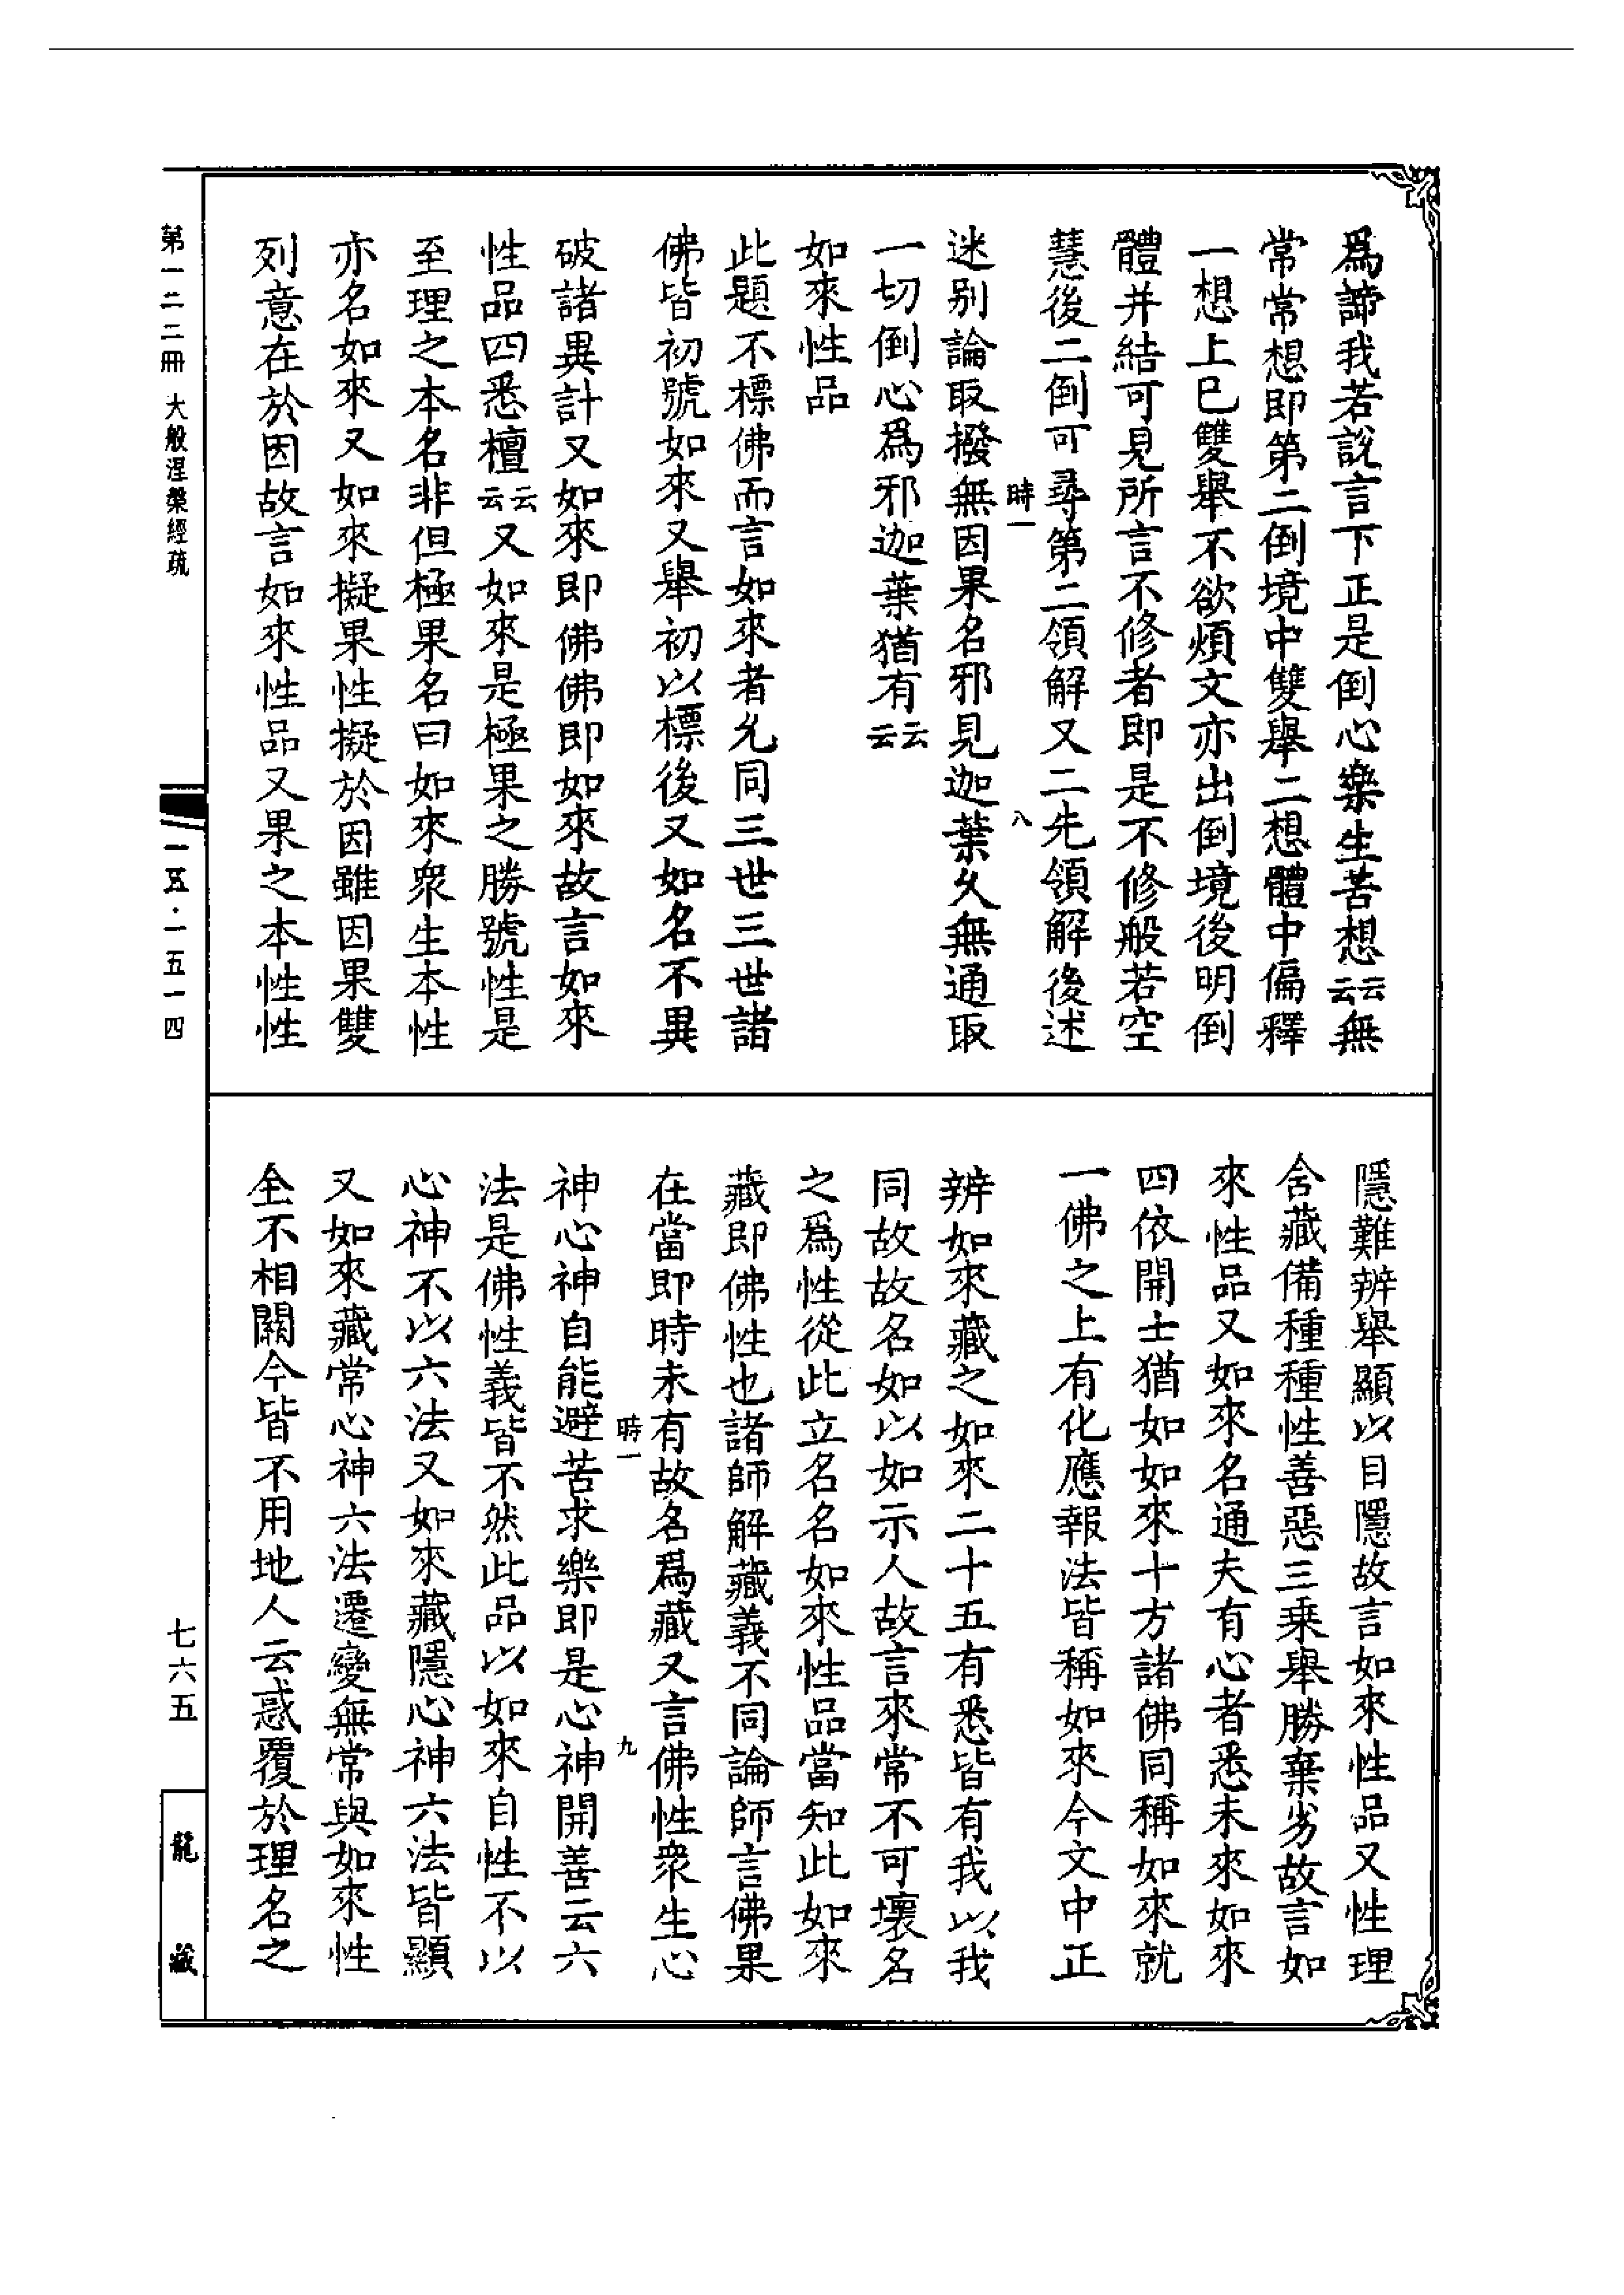 爲諦我若說言下正是倒心樂生苦想云云無
常常想即第二倒境中雙舉二想體中偏釋
一想上已雙舉不欲煩文亦出倒境後明倒
體并結可見所言不修者即是不修般若空
慧後二倒可尋第二領解又二先領解後述
時一 八
迷別論取撥無因果名邪見迦葉久無通取
一切倒心爲邪迦葉猶有云云
如來性品
此題不標佛而言如來者允同三世三世諸
佛皆初號如來又舉初以標後又如名不異
破諸異計又如來即佛佛即如來故言如來
性品四悉檀云云又如來是極果之勝號性是
至理之本名非但極果名曰如來衆生本性
亦名如來又如來擬果性擬於因雖因果雙
列意在於因故言如來性品又果之本性性
隱難辨舉顯以目隱故言如來性品又性理
含藏備種種性善惡三乘舉勝棄劣故言如
來性品又如來名通夫有心者悉未來如來
四依開士猶如如來十方諸佛同稱如來就
一佛之上有化應報法皆稱如來今文中正
辨如來藏之如來二十五有悉皆有我以我
同故故名如以如示人故言來常不可壞名
之爲性從此立名名如來性品當知此如來
藏即佛性也諸師解藏義不同論師言佛果
在當即時未有故名爲藏又言佛性衆生心
時一 九
神心神自能避苦求樂即是心神開善云六
法是佛性義皆不然此品以如來自性不以
心神不以六法又如來藏隱心神六法皆顯
又如來藏常心神六法遷變無常與如來性
全不相關今皆不用地人云惑覆於理名之
第一二二冊 大般涅槃經疏
一五·一五一四
七六五
龍藏